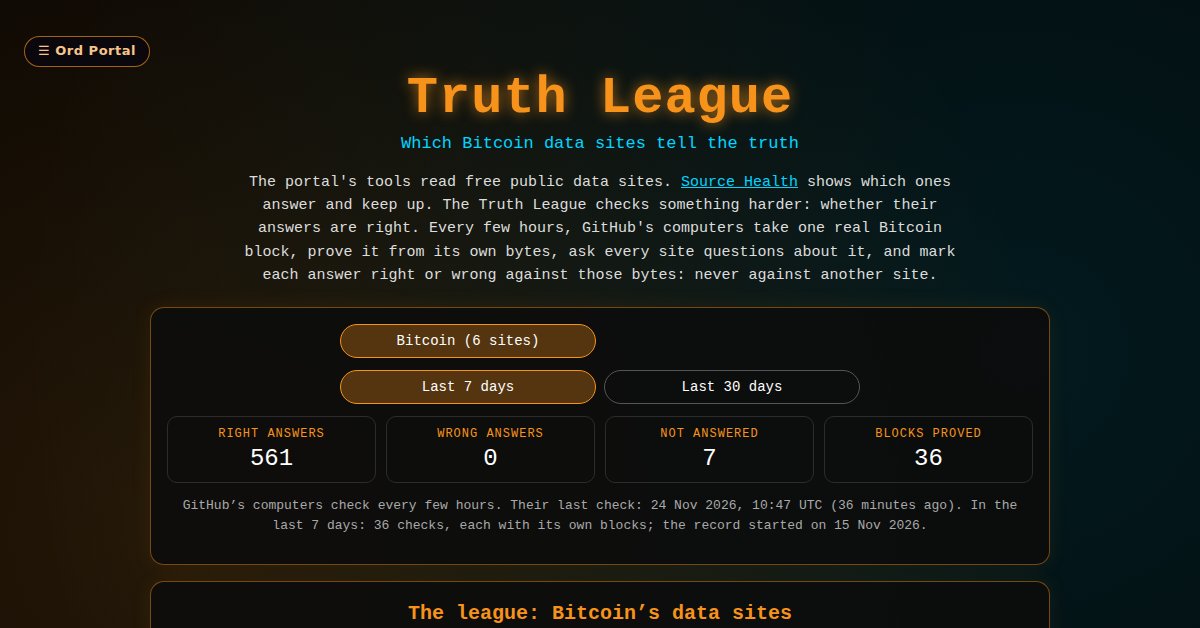 ☰ Ord Portal
Truth League
Which Bitcoin data sites tell the truth
The portal's tools read free public data sites. Source Health shows which ones
answer and keep up. The Truth League checks something harder: whether their
answers are right. Every few hours, GitHub's computers take one real Bitcoin
block, prove it from its own bytes, ask every site questions about it, and mark
each answer right or wrong against those bytes: never against another site.
Bitcoin (6 sites)
Last 7 days
Last 30 days
RIGHT ANSWERS
561
WRONG ANSWERS
0
NOT ANSWERED
7
BLOCKS PROVED
36
GitHub’s computers check every few hours. Their last check: 24 Nov 2026, 10:47 UTC (36 minutes ago). In the
last 7 days: 36 checks, each with its own blocks; the record started on 15 Nov 2026.
The league: Bitcoin’s data sites